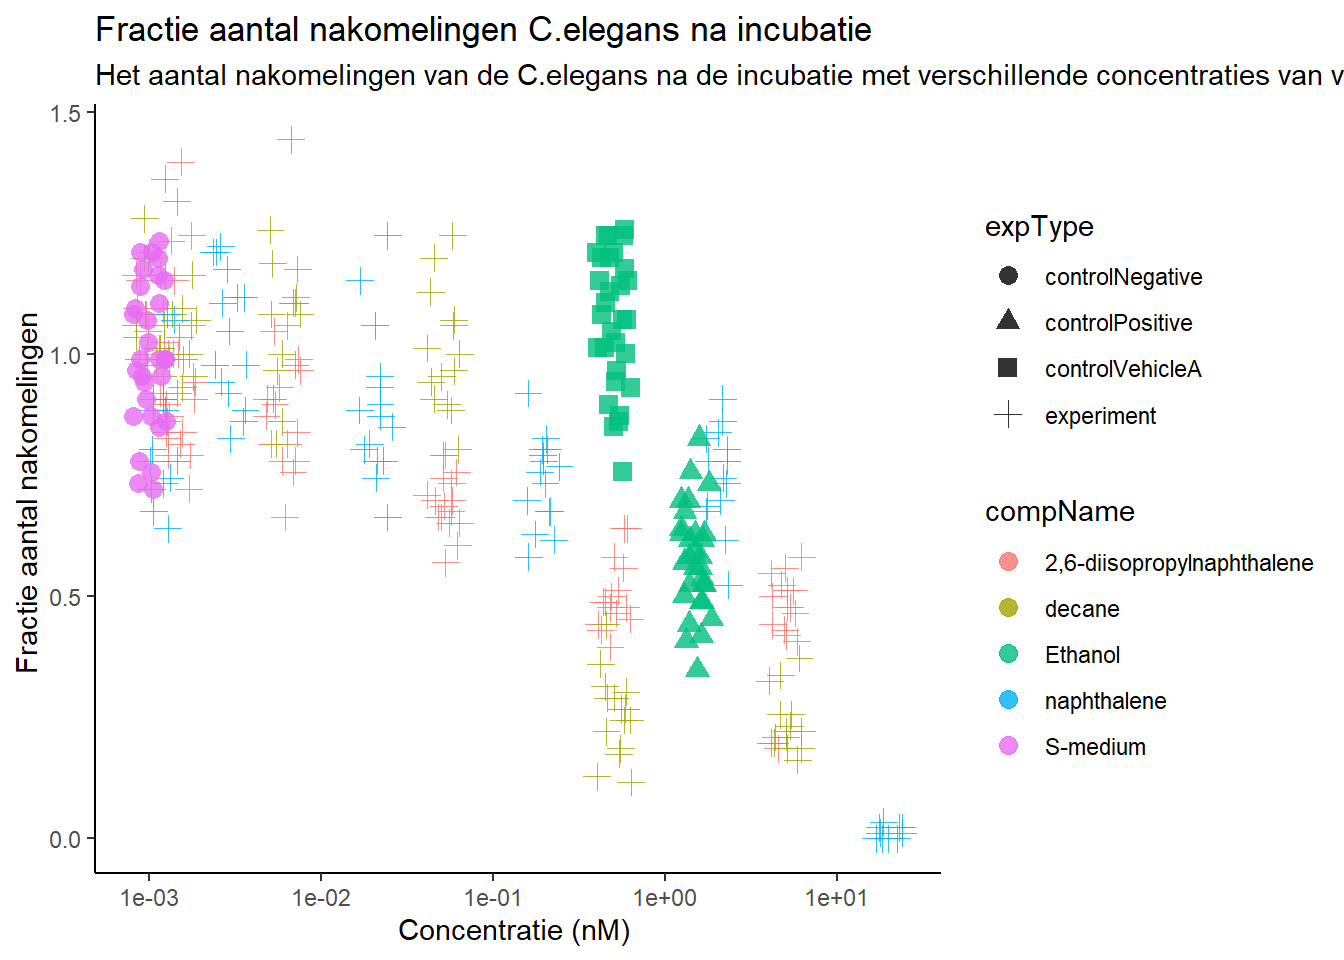 Fractie aantal nakomelingen C.elegans na incubatie
Het aantal nakomelingen van de C.elegans na de incubatie met verschillende concentraties van v
Fractie aantal nakomelingen
1.5
1.0
0.5
0.0
1e-03 1e-02 1e-01 1e+00 1e+01
Concentratie (nM)
expType
controlNegative
controlPositive
controlVehicleA
experiment
compName
2,6-diisopropylnaphthalene
decane
Ethanol
naphthalene
S-medium